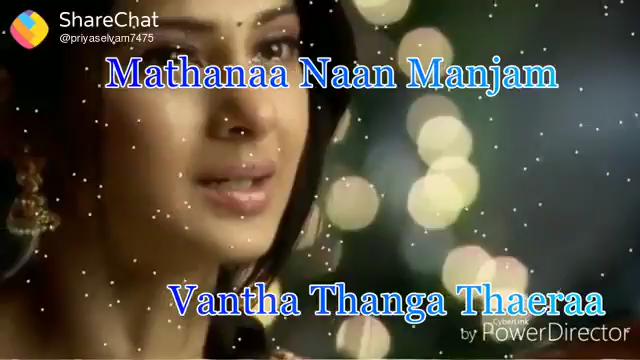 ShareChat
@priyaselvam7475
Mathanaa Naan Manjam
Vantha Thanga Thaeraa
CyberLink
by PowerDirector